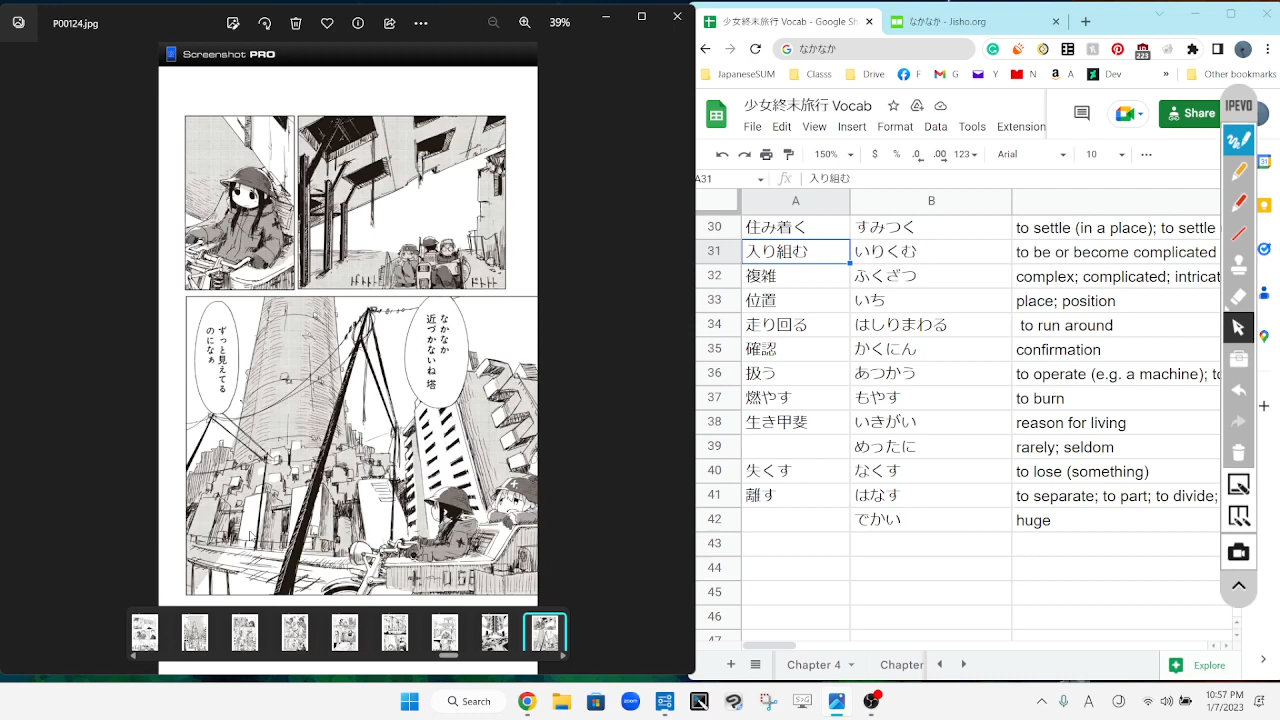 P00124.jpg
39%
Screenshot PRO
なかなか
近づかないね 塔
ずっと見えてる
のになぁ
少女終末旅行 Vocab - Google Sh
なかなか - Jisho.org
なかなか
223
JapaneseSUM
Classs
Drive
F
G
Y
N
A
Dev
»
Other bookmarks
少女終末旅行 Vocab
File Edit View Insert Format Data Tools Extension
Share
IPEVO
150%
$ % .0 .00 123
Arial
10
A31
fx 入り組む
A B
30 住み着く すみつく to settle (in a place); to settle
31 入り組む いりくむ to be or become complicated
32 複雑 ふくざつ complex; complicated; intricat
33 位置 いち place; position
34 走り回る はしりまわる to run around
35 確認 かくにん confirmation
36 扱う あつかう to operate (e.g. a machine); to
37 燃やす もやす to burn
38 生き甲斐 いきがい reason for living
39 めったに rarely; seldom
40 失くす なくす to lose (something)
41 離す はなす to separate; to part; to divide;
42 でかい huge
43
44
45
46
47
Chapter 4
Chapter
Explore
31
Search
zoom
A
10:57 PM
1/7/2023